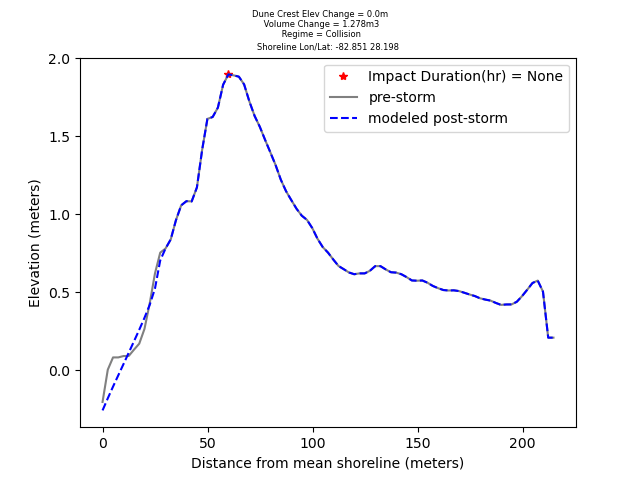 Dune Crest Elev Change = 0.0m
Volume Change = 1.278m3
Regime = Collision
Shoreline Lon/Lat: -82.851 28.198
Impact Duration(hr) = None
pre-storm
modeled post-storm
Elevation (meters)
2.0
1.5
1.0
0.5
0.0
0 50 100 150 200
Distance from mean shoreline (meters)